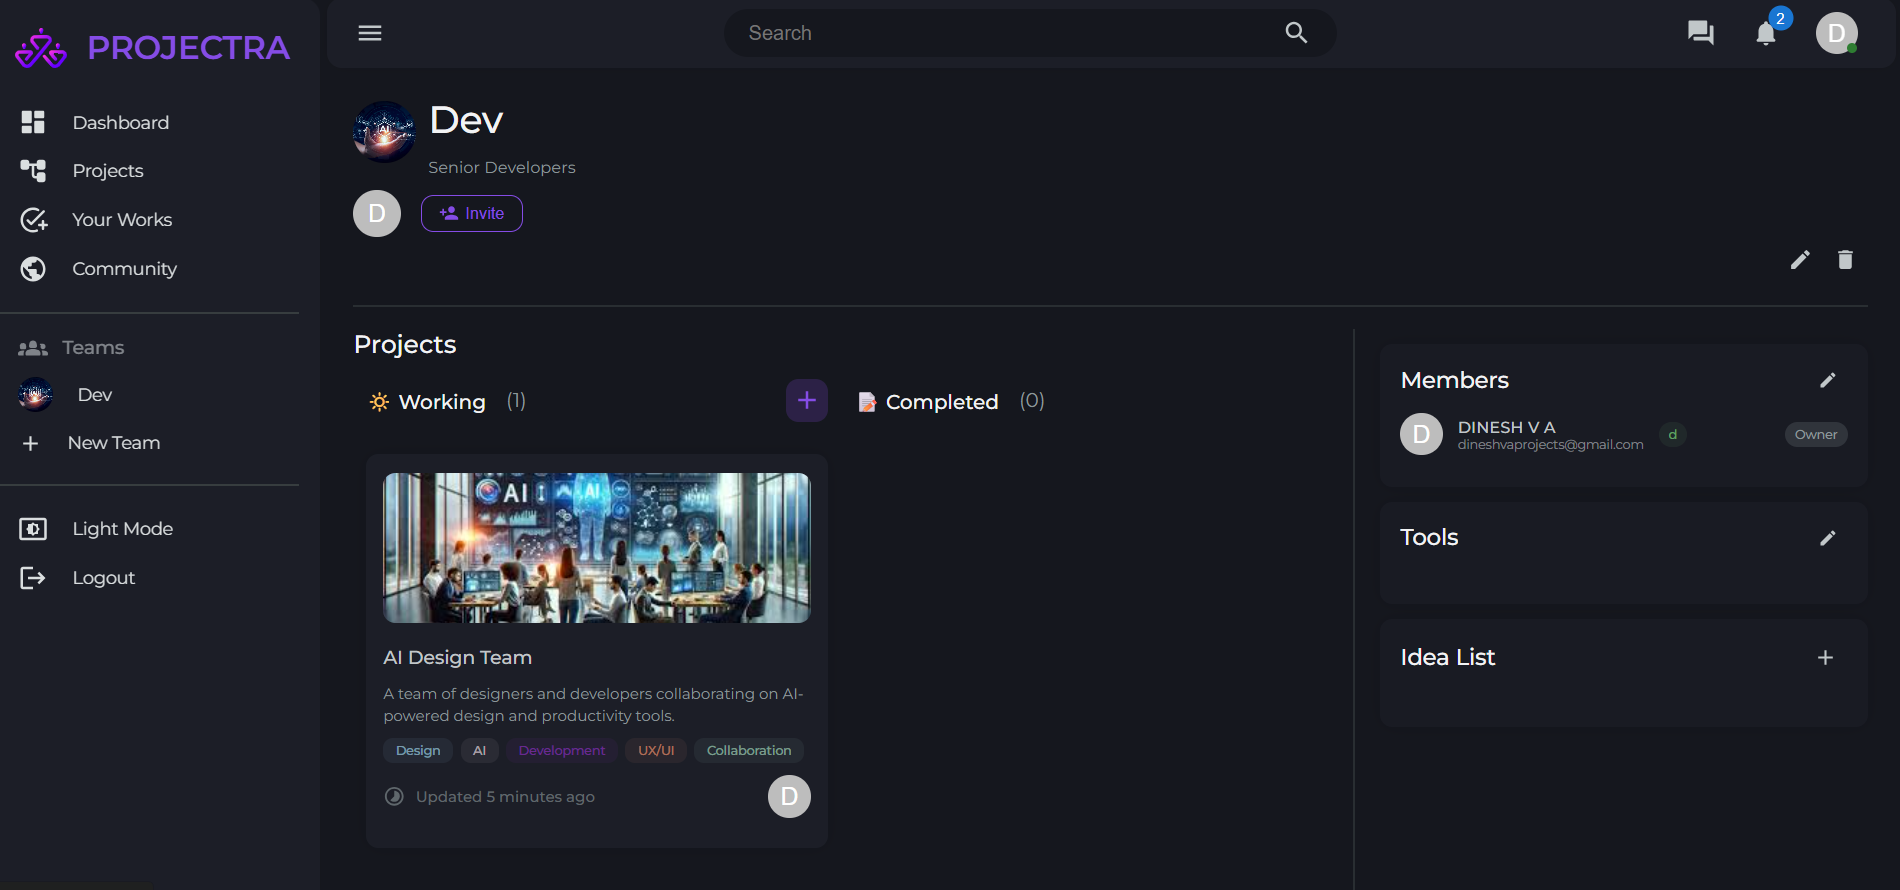 PROJECTRA
Search
2
D
Dashboard
Projects
Your Works
Community
Teams
Dev
New Team
Light Mode
Logout
AI
Dev
Senior Developers
D
Invite
Projects
Working (1)
Completed (0)
AI
AI
AI Design Team
A team of designers and developers collaborating on AI-
powered design and productivity tools.
Design AI Development UX/UI Collaboration
Updated 5 minutes ago
D
Members
D
DINESH V A
dineshvaprojects@gmail.com
d
Owner
Tools
Idea List